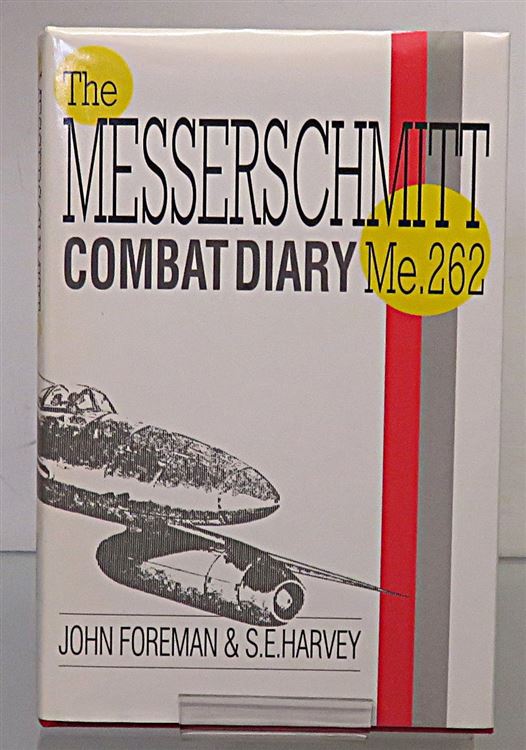 The
MESSERSCHMITT
COMBAT DIARY Me.262
JOHN FOREMAN & S.E.HARVEY